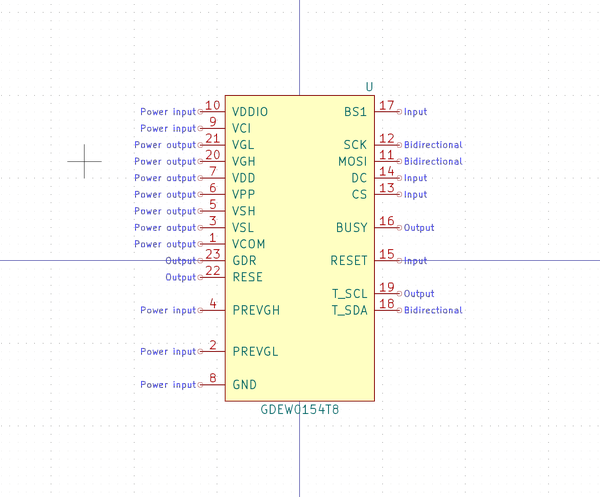 U
Power input 10 VDDIO BS1 17 Input
Power input 9 VCI
Power output 21 VGL SCK 12 Bidirectional
Power output 20 VGH MOSI 11 Bidirectional
Power output 7 VDD DC 14 Input
Power output 6 VPP CS 13 Input
Power output 5 VSH
Power output 3 VSL BUSY 16 Output
Power output 1 VCOM
Output 23 GDR RESET 15 Input
Output 22 RESE
T_SCL 19 Output
Power input 4 PREVGH T_SDA 18 Bidirectional
Power input 2 PREVGL
Power input 8 GND
GDEW0154T8